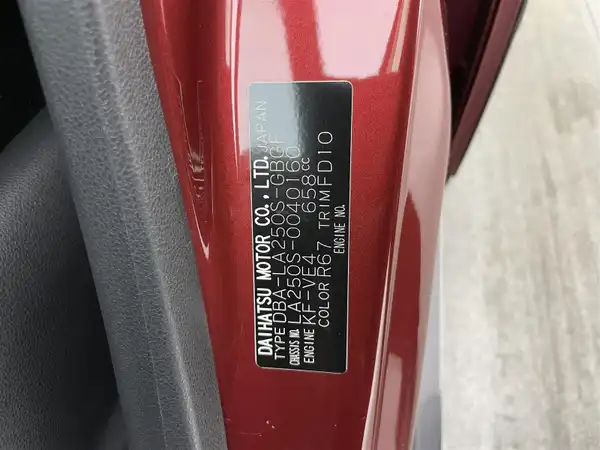 DAIHATSU MOTOR CO., LTD. JAPAN
TYPE DBA-LA250S-GBGF
CHASSIS NO. LA250S-0040160
ENGINE KF-VE4 658CC
COLOR R67 TRIM FD10
ENGINE NO.